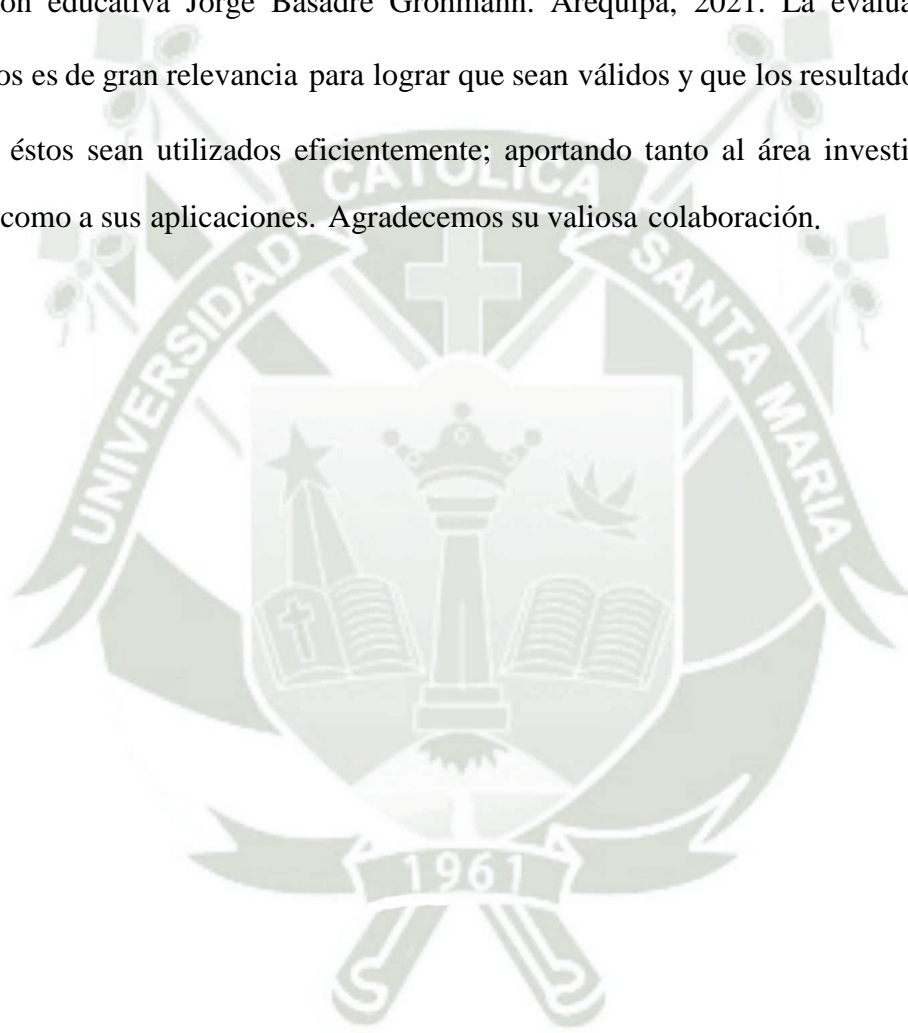 ón educativa Jorge Basadre Grohmann. Arequipa, 2021. La evalua
os es de gran relevancia para lograr que sean válidos y que los resultado
éstos sean utilizados eficientemente; aportando tanto al área investi
como a sus aplicaciones. Agradecemos su valiosa colaboración.
UNIVERSIDAD CATOLICA SANTA MARIA
1961